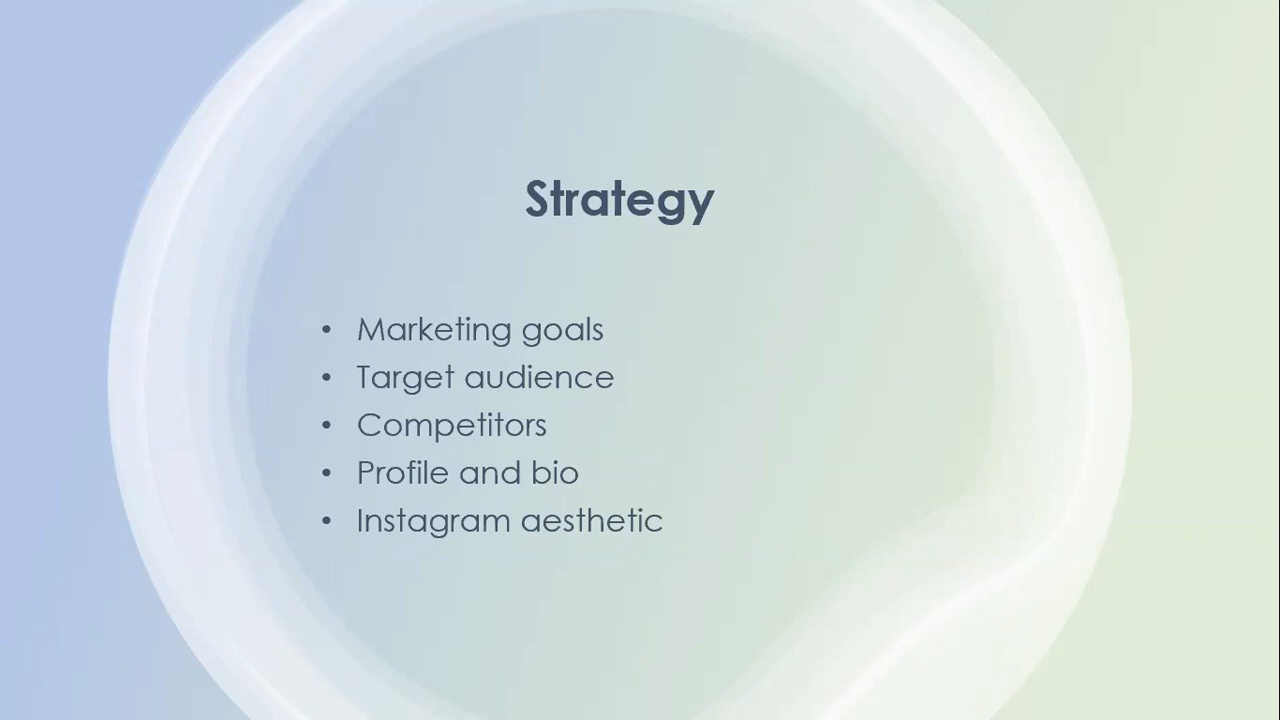 Strategy
• Marketing goals
• Target audience
• Competitors
• Profile and bio
• Instagram aesthetic